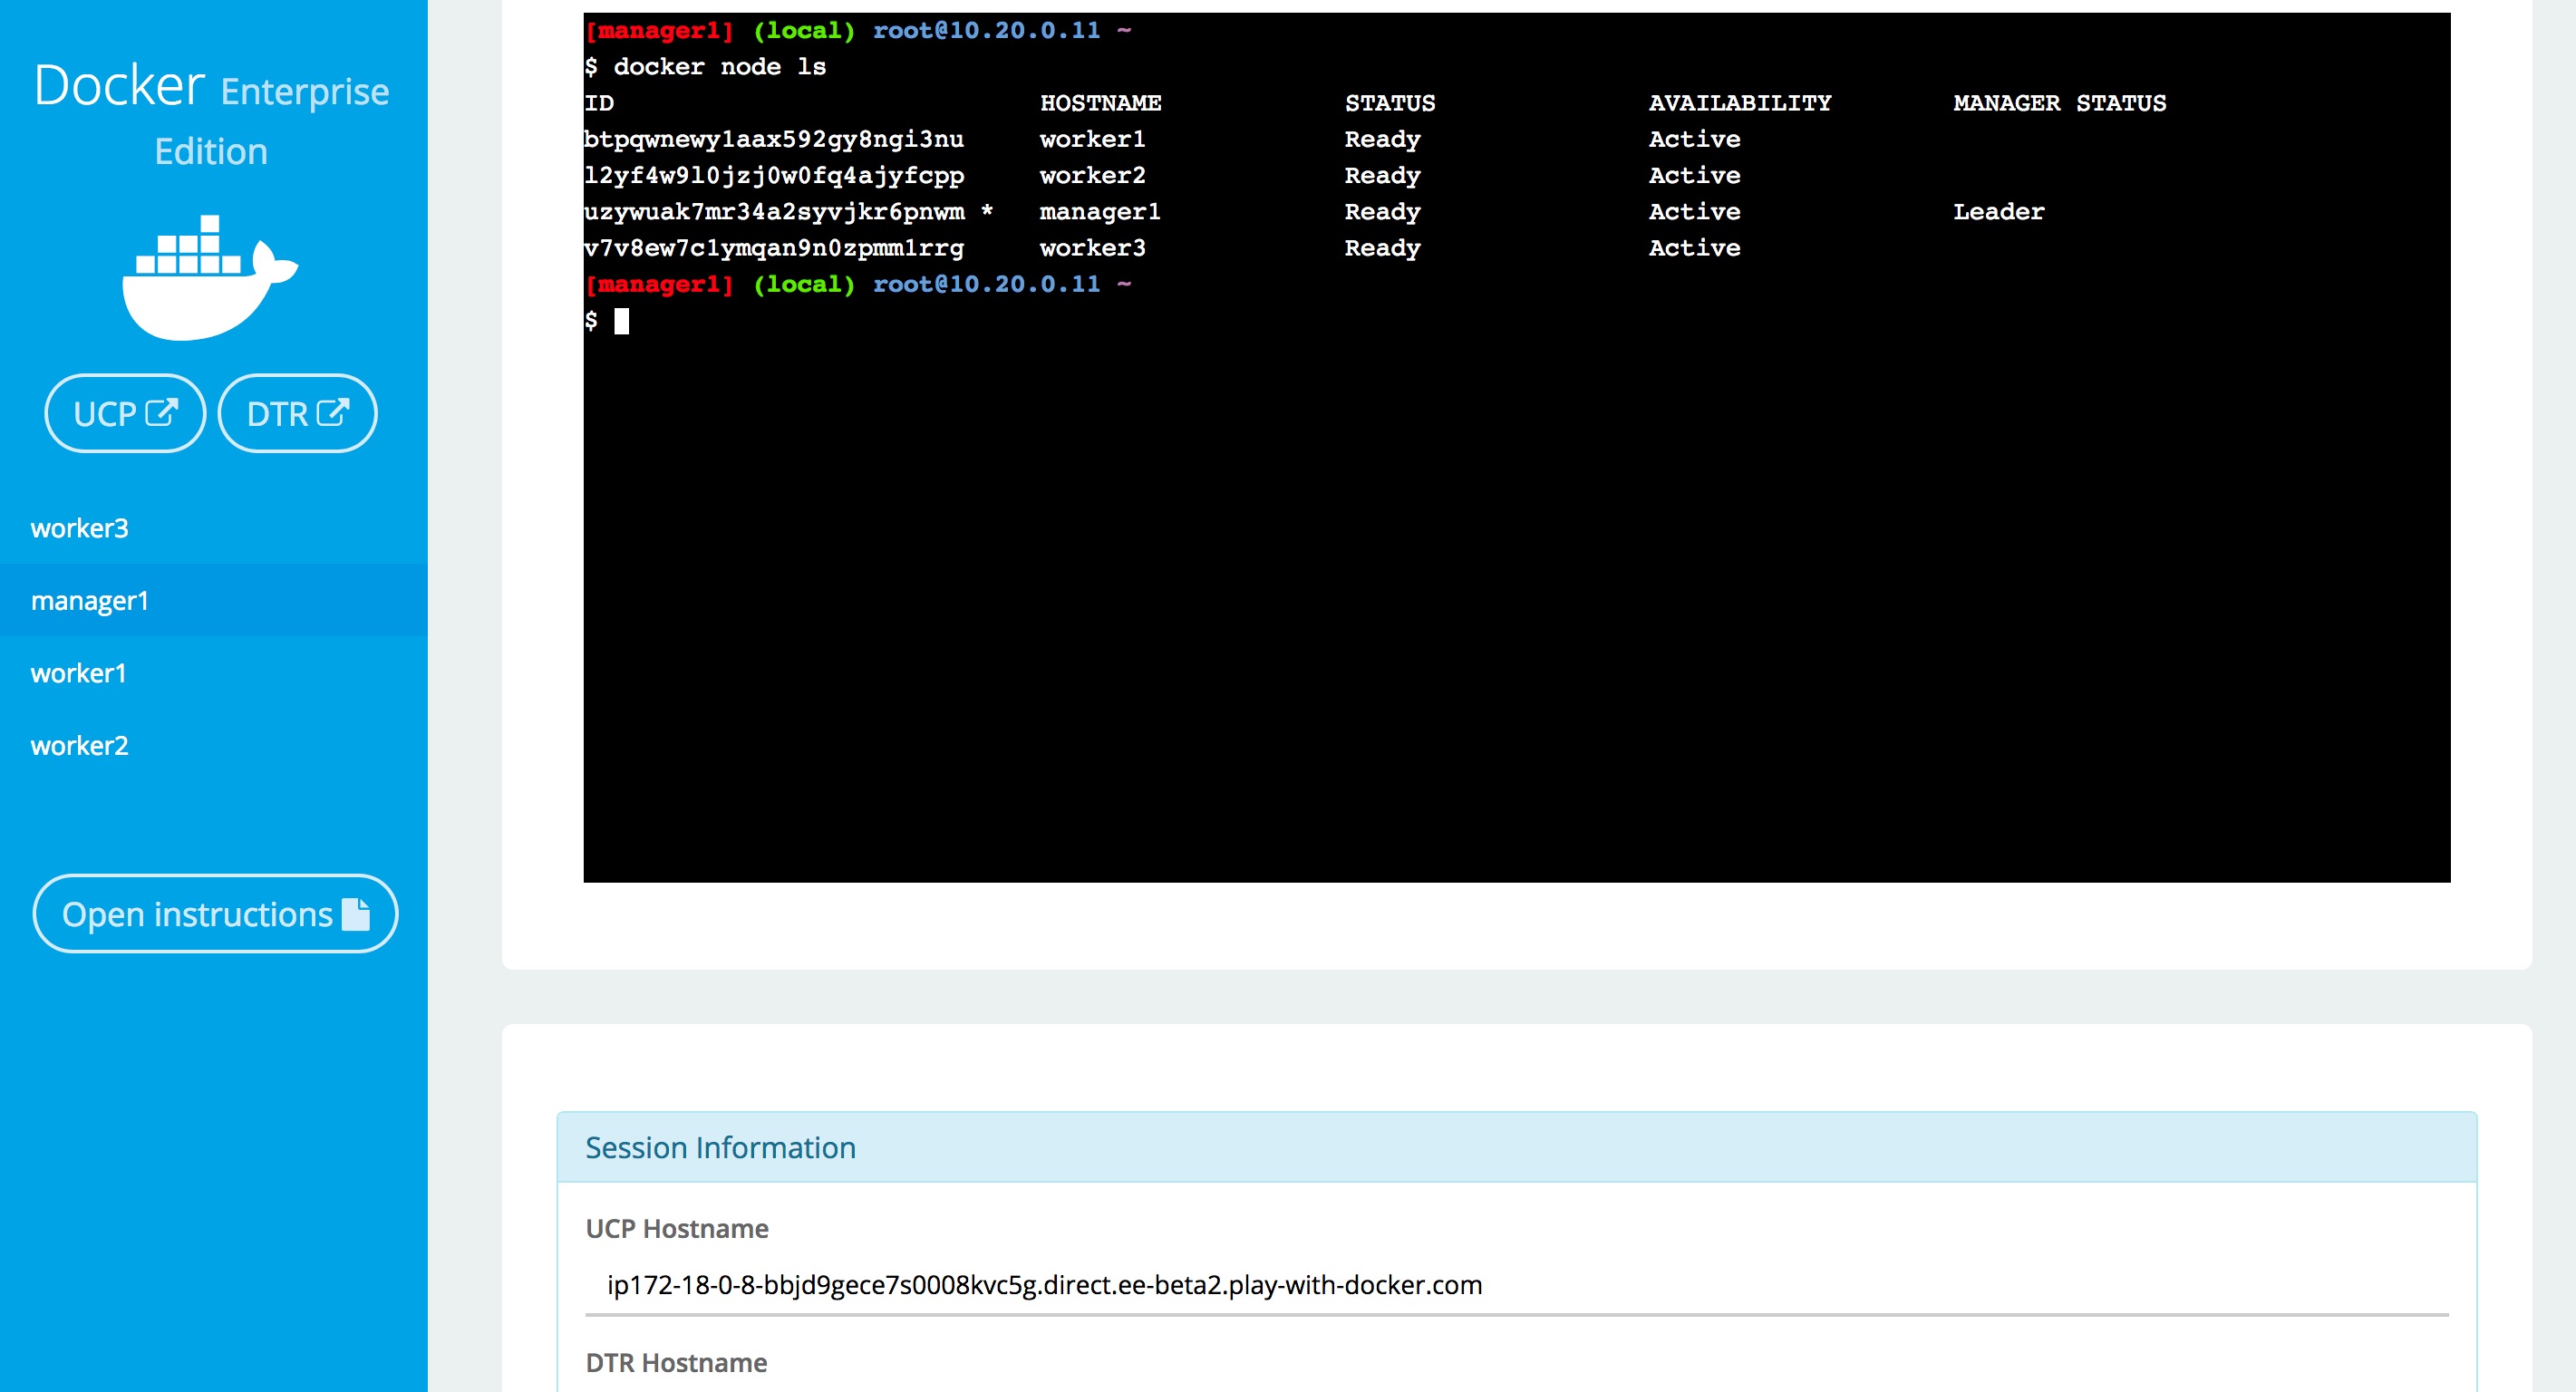 Docker Enterprise
Edition
UCP
DTR
worker3
manager1
worker1
worker2
Open instructions
[manager1] (local) root@10.20.0.11 ~
$ docker node ls
ID HOSTNAME STATUS AVAILABILITY MANAGER STATUS
btpqwnewy1aax592gy8ngi3nu worker1 Ready Active
l2yf4w9l0jzj0w0fq4ajyfcpp worker2 Ready Active
uzywuak7mr34a2syvjkr6pnwm * manager1 Ready Active Leader
v7v8ew7c1ymqan9n0zpmm1rrg worker3 Ready Active
[manager1] (local) root@10.20.0.11 ~
$
Session Information
UCP Hostname
ip172-18-0-8-bbjd9gece7s0008kvc5g.direct.ee-beta2.play-with-docker.com
DTR Hostname